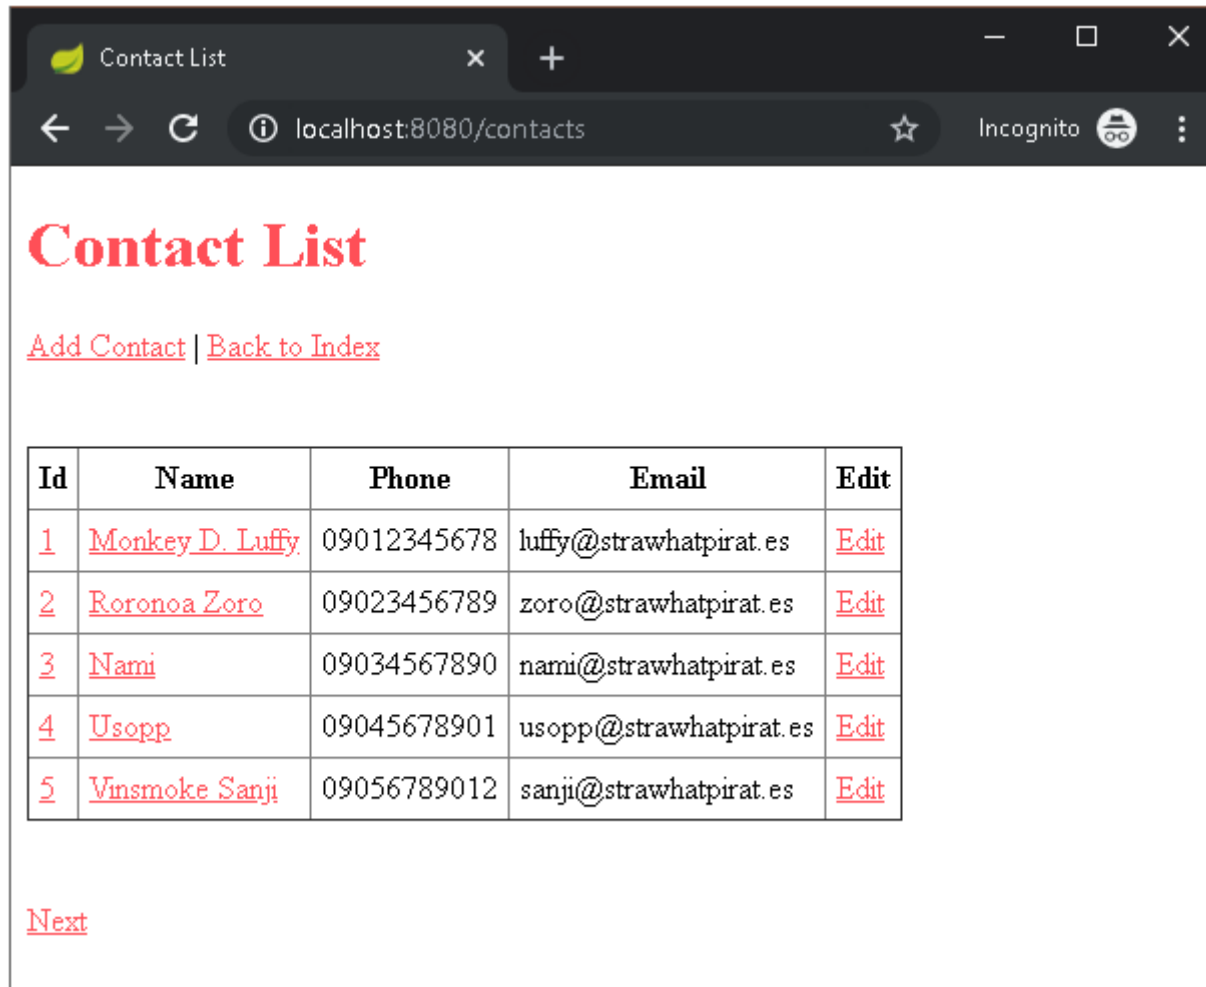 Contact List
localhost:8080/contacts
Incognito
Contact List
Add Contact | Back to Index
Id Name Phone Email Edit
1 Monkey D. Luffy 09012345678 luffy@strawhatpirat.es Edit
2 Roronoa Zoro 09023456789 zoro@strawhatpirat.es Edit
3 Nami 09034567890 nami@strawhatpirat.es Edit
4 Usopp 09045678901 usopp@strawhatpirat.es Edit
5 Vinsmoke Sanji 09056789012 sanji@strawhatpirat.es Edit
Next